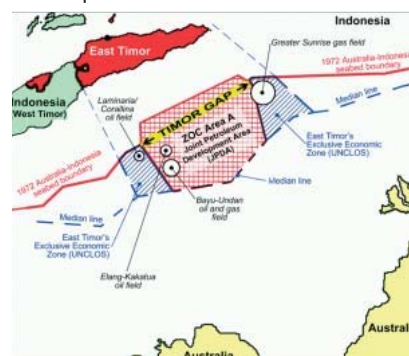 Indonesia
East Timor
Greater Sunrise gas field
1972 Australia-Indonesia
seabed boundary
Indonesia
(West Timor)
Laminaria/
Corallina
oil field
TIMOR GAP
ZOC Area A
Joint Petroleum
Development Area
(JPDA)
Median line
East Timor's
Exclusive Economic
Zone (UNCLOS)
1972 Australia-Indonesia
seabed boundary
Median line
Bayu-Undan
oil and gas
field
Median line
East Timor's
Exclusive Economic
Zone (UNCLOS)
Elang-Kakatua
oil field
Australia
Australia